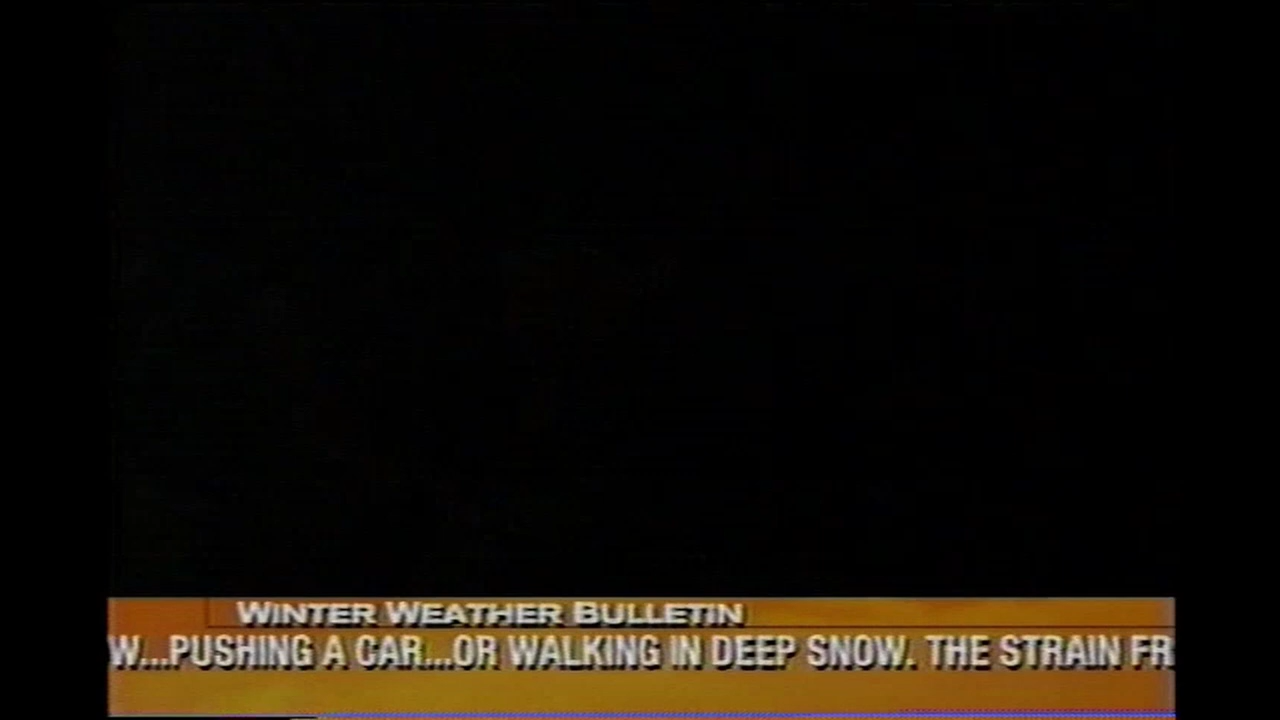 WINTER WEATHER BULLETIN
W...PUSHING A CAR...OR WALKING IN DEEP SNOW. THE STRAIN FR